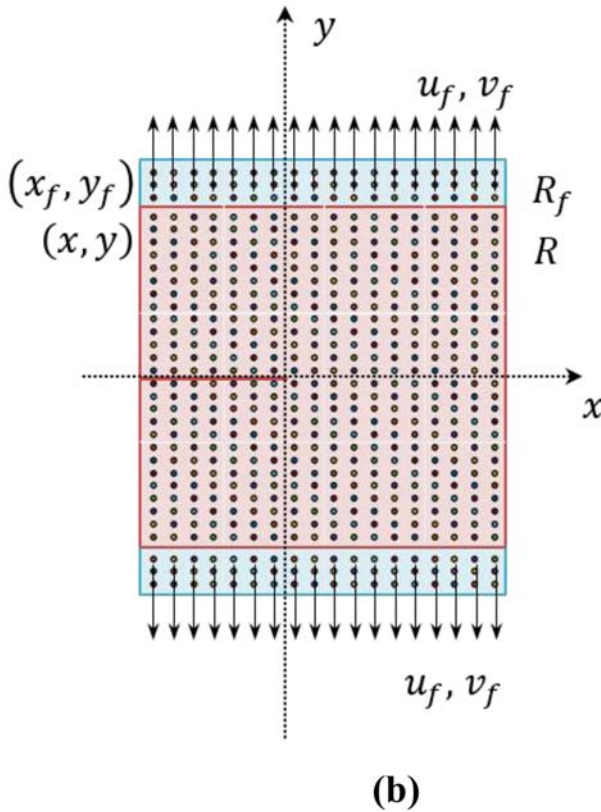 y
u_f, v_f
(x_f, y_f)
R_f
(x, y)
R
x
u_f, v_f
(b)